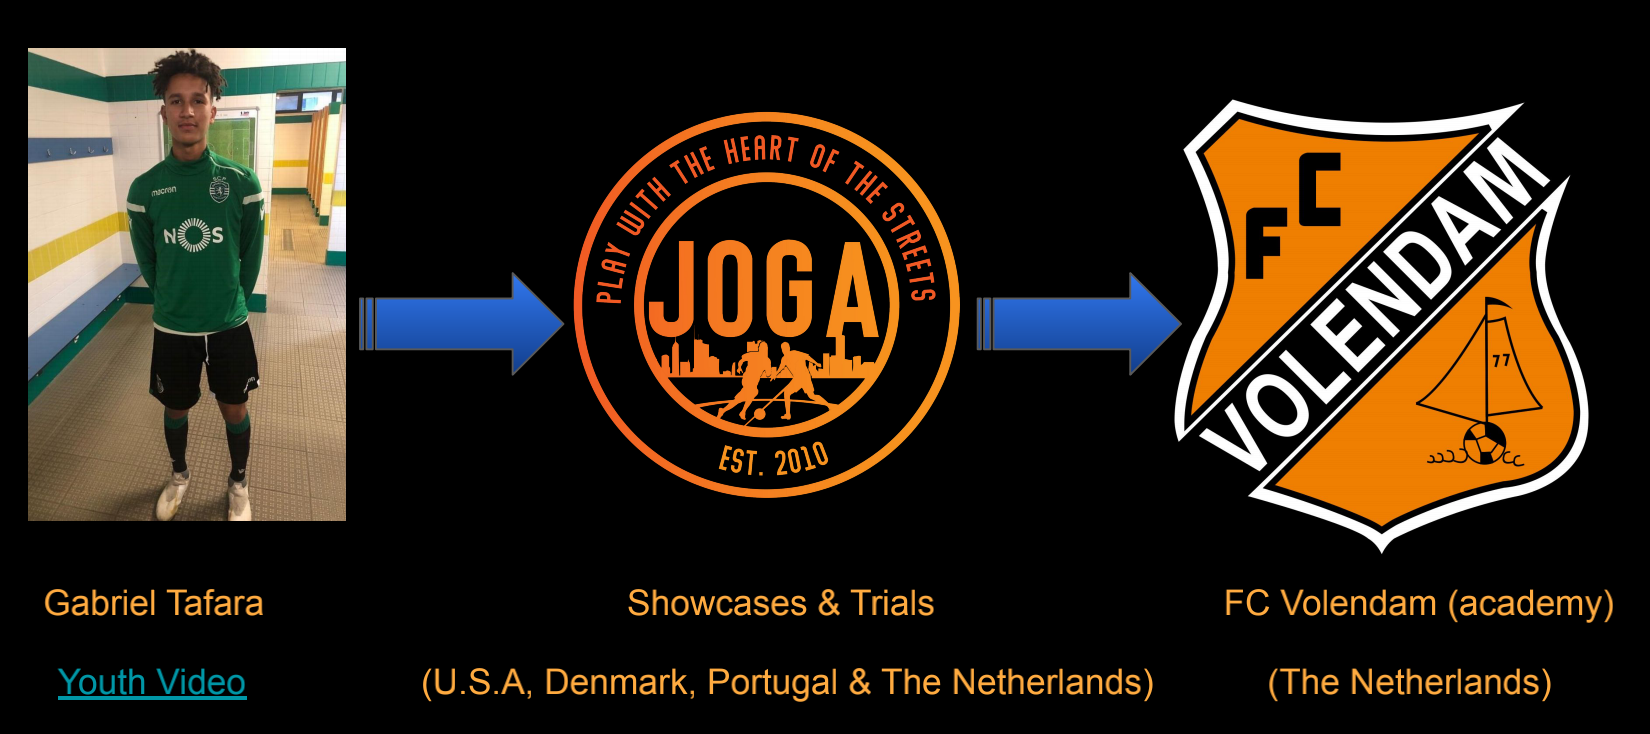 S.C.P
macron
NOS
PLAY WITH THE HEART OF THE STREETS
JOGA
EST. 2010
FC
VOLENDAM
77
Gabriel Tafara
Showcases & Trials
FC Volendam (academy)
Youth Video
(U.S.A, Denmark, Portugal & The Netherlands)
(The Netherlands)